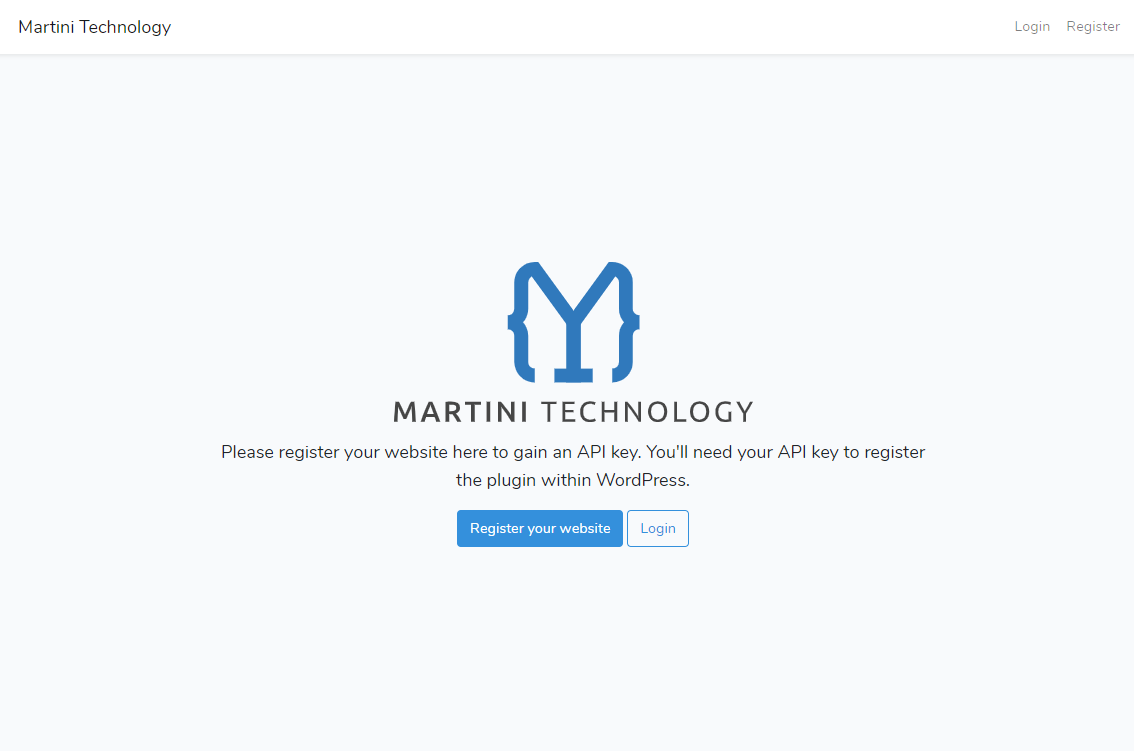 Martini Technology
Login Register
MARTINI TECHNOLOGY
Please register your website here to gain an API key. You'll need your API key to register
the plugin within WordPress.
Register your website Login